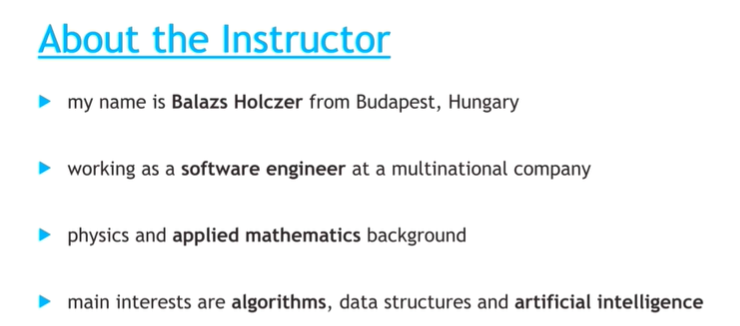 About the Instructor
my name is Balazs Holczer from Budapest, Hungary
working as a software engineer at a multinational company
physics and applied mathematics background
main interests are algorithms, data structures and artificial intelligence